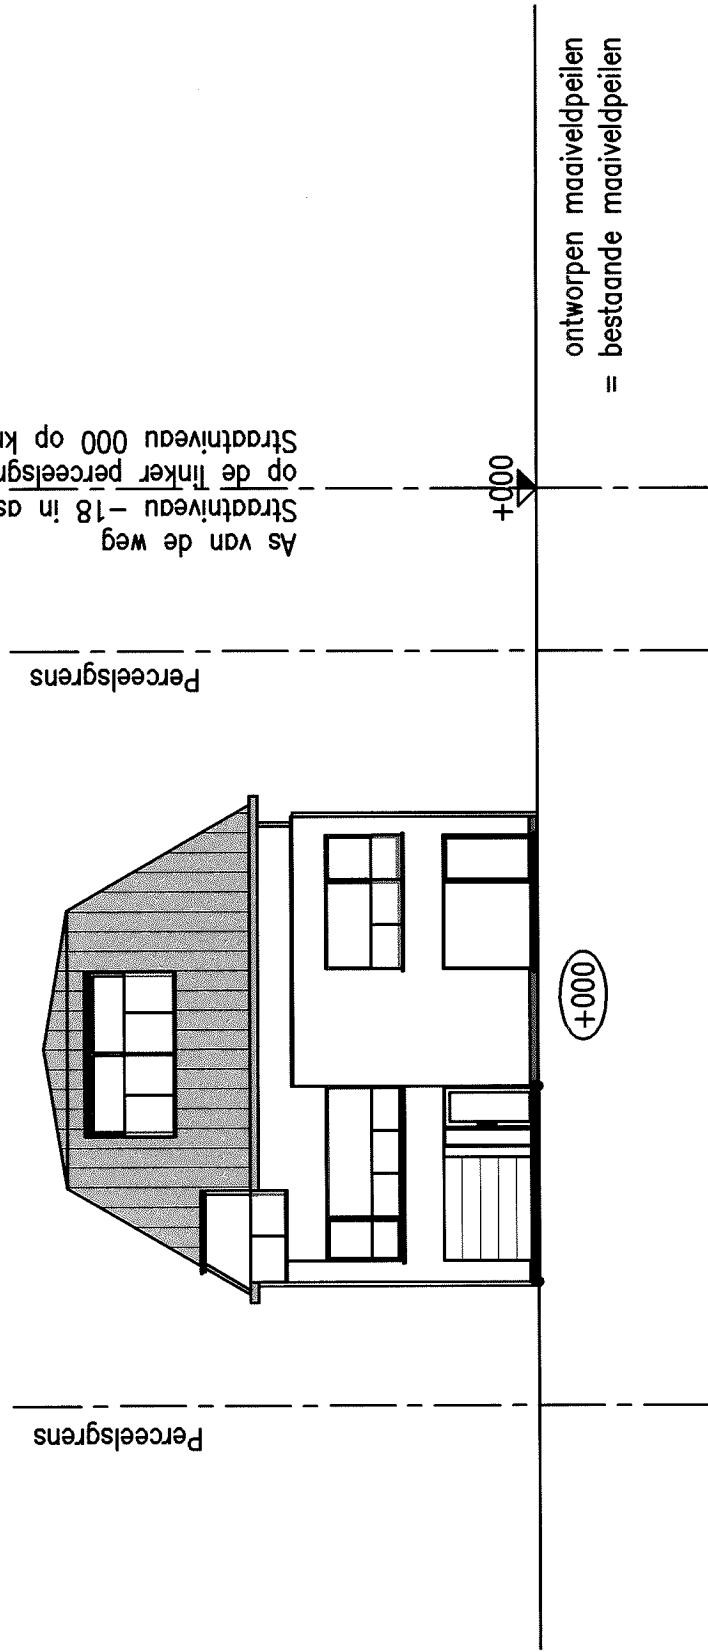 Perceelsgrens
Perceelsgrens
As van de weg
Straatniveau -18 in
op de linker
Straatniveau 000 op
+000
+000
ontworpen maaiveldpeilen
= bestaande maaiveldpeilen